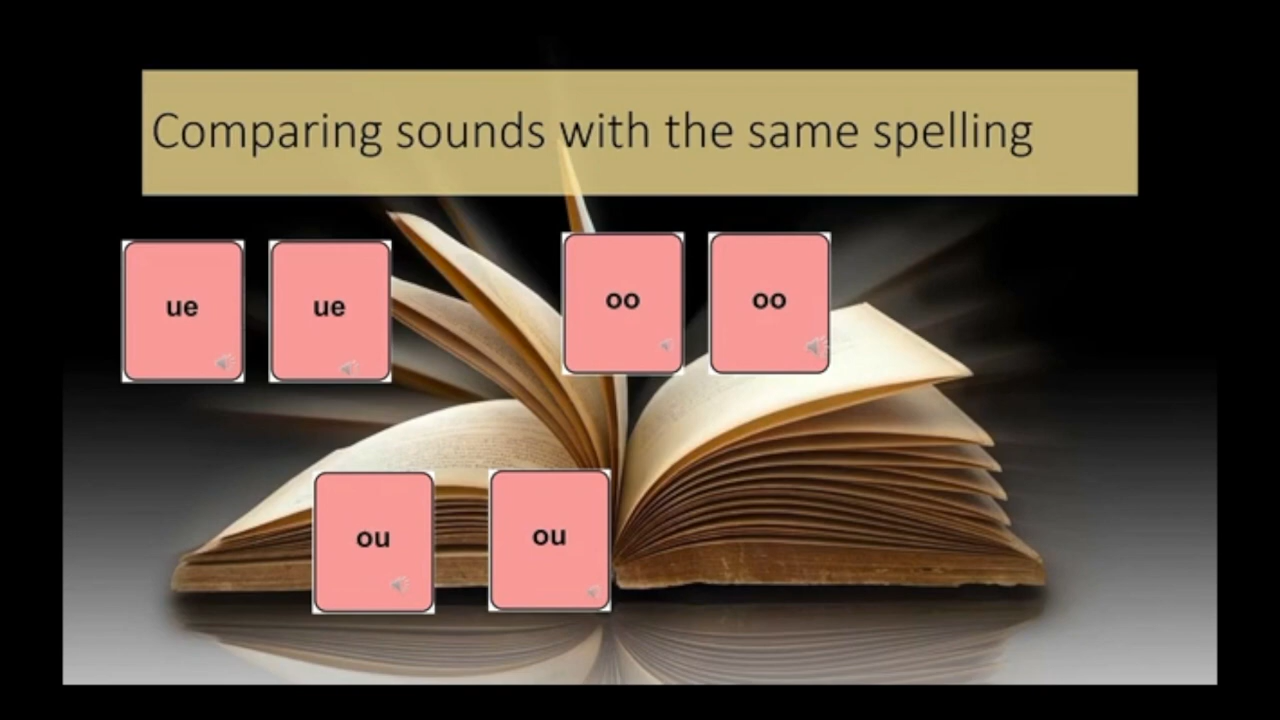 Comparing sounds with the same spelling
ue ue oo oo
ou ou